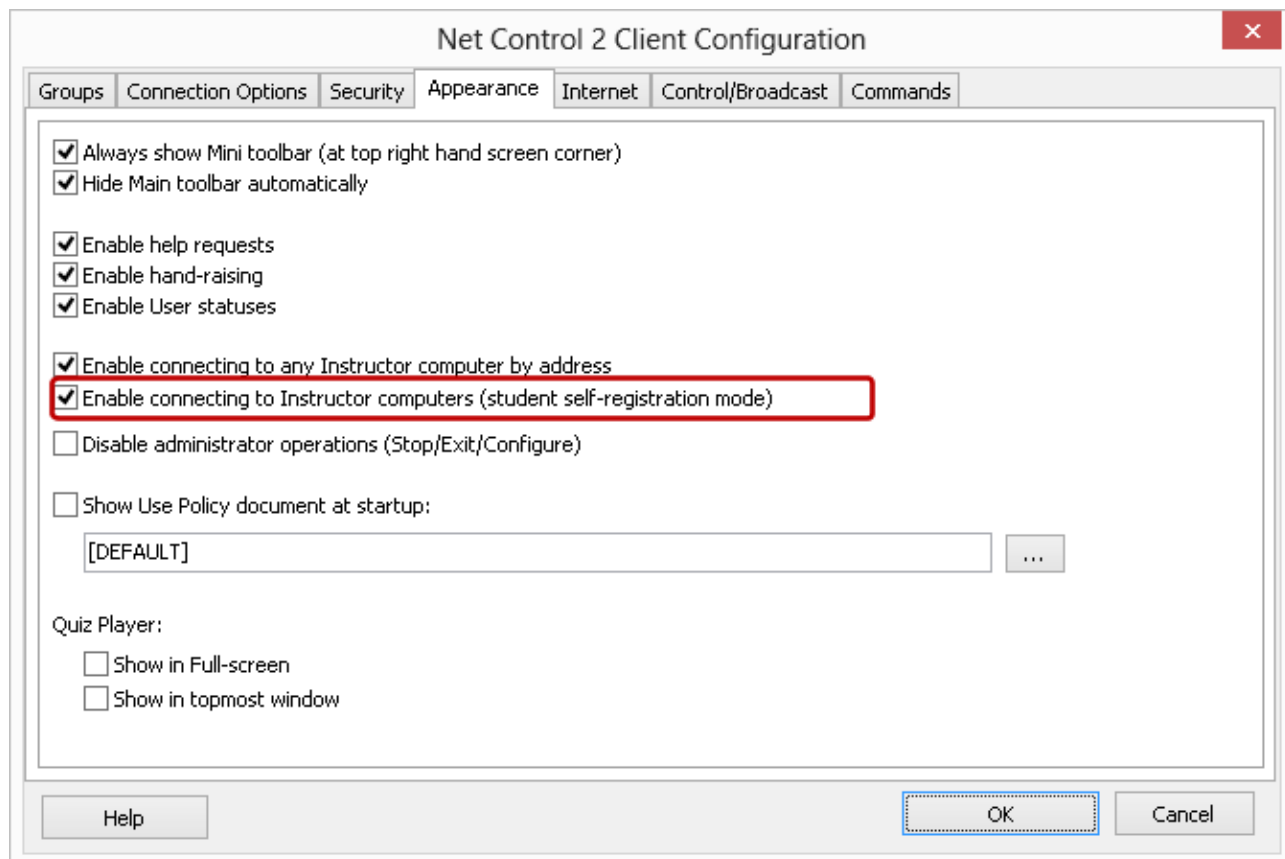 Net Control 2 Client Configuration
Groups Connection Options Security Appearance Internet Control/Broadcast Commands
Always show Mini toolbar (at top right hand screen corner)
Hide Main toolbar automatically
Enable help requests
Enable hand-raising
Enable User statuses
Enable connecting to any Instructor computer by address
Enable connecting to Instructor computers (student self-registration mode)
Disable administrator operations (Stop/Exit/Configure)
Show Use Policy document at startup:
[DEFAULT] ...
Quiz Player:
Show in Full-screen
Show in topmost window
Help OK Cancel